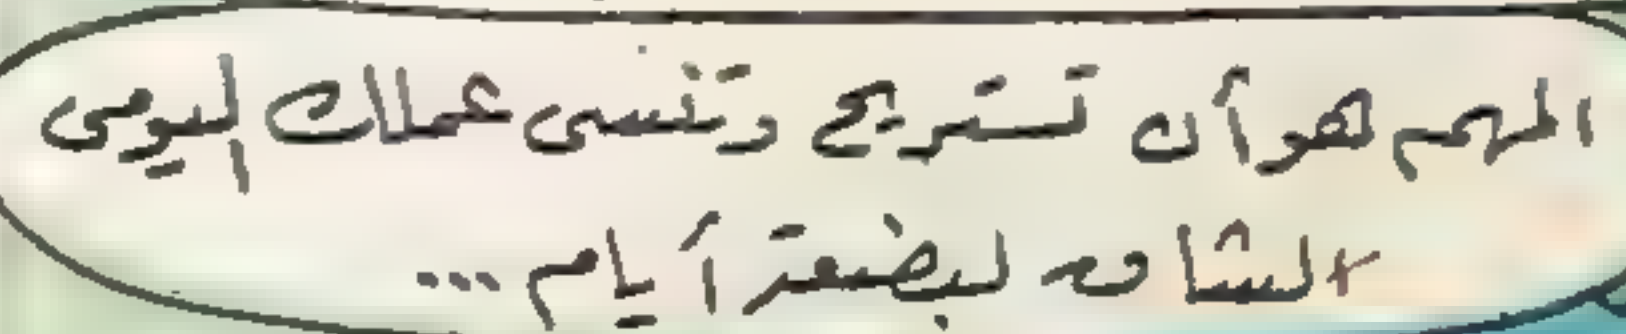 المهم هو أن تستريح وتنسى عملك اليومى
الشاق لبضعة أيام...